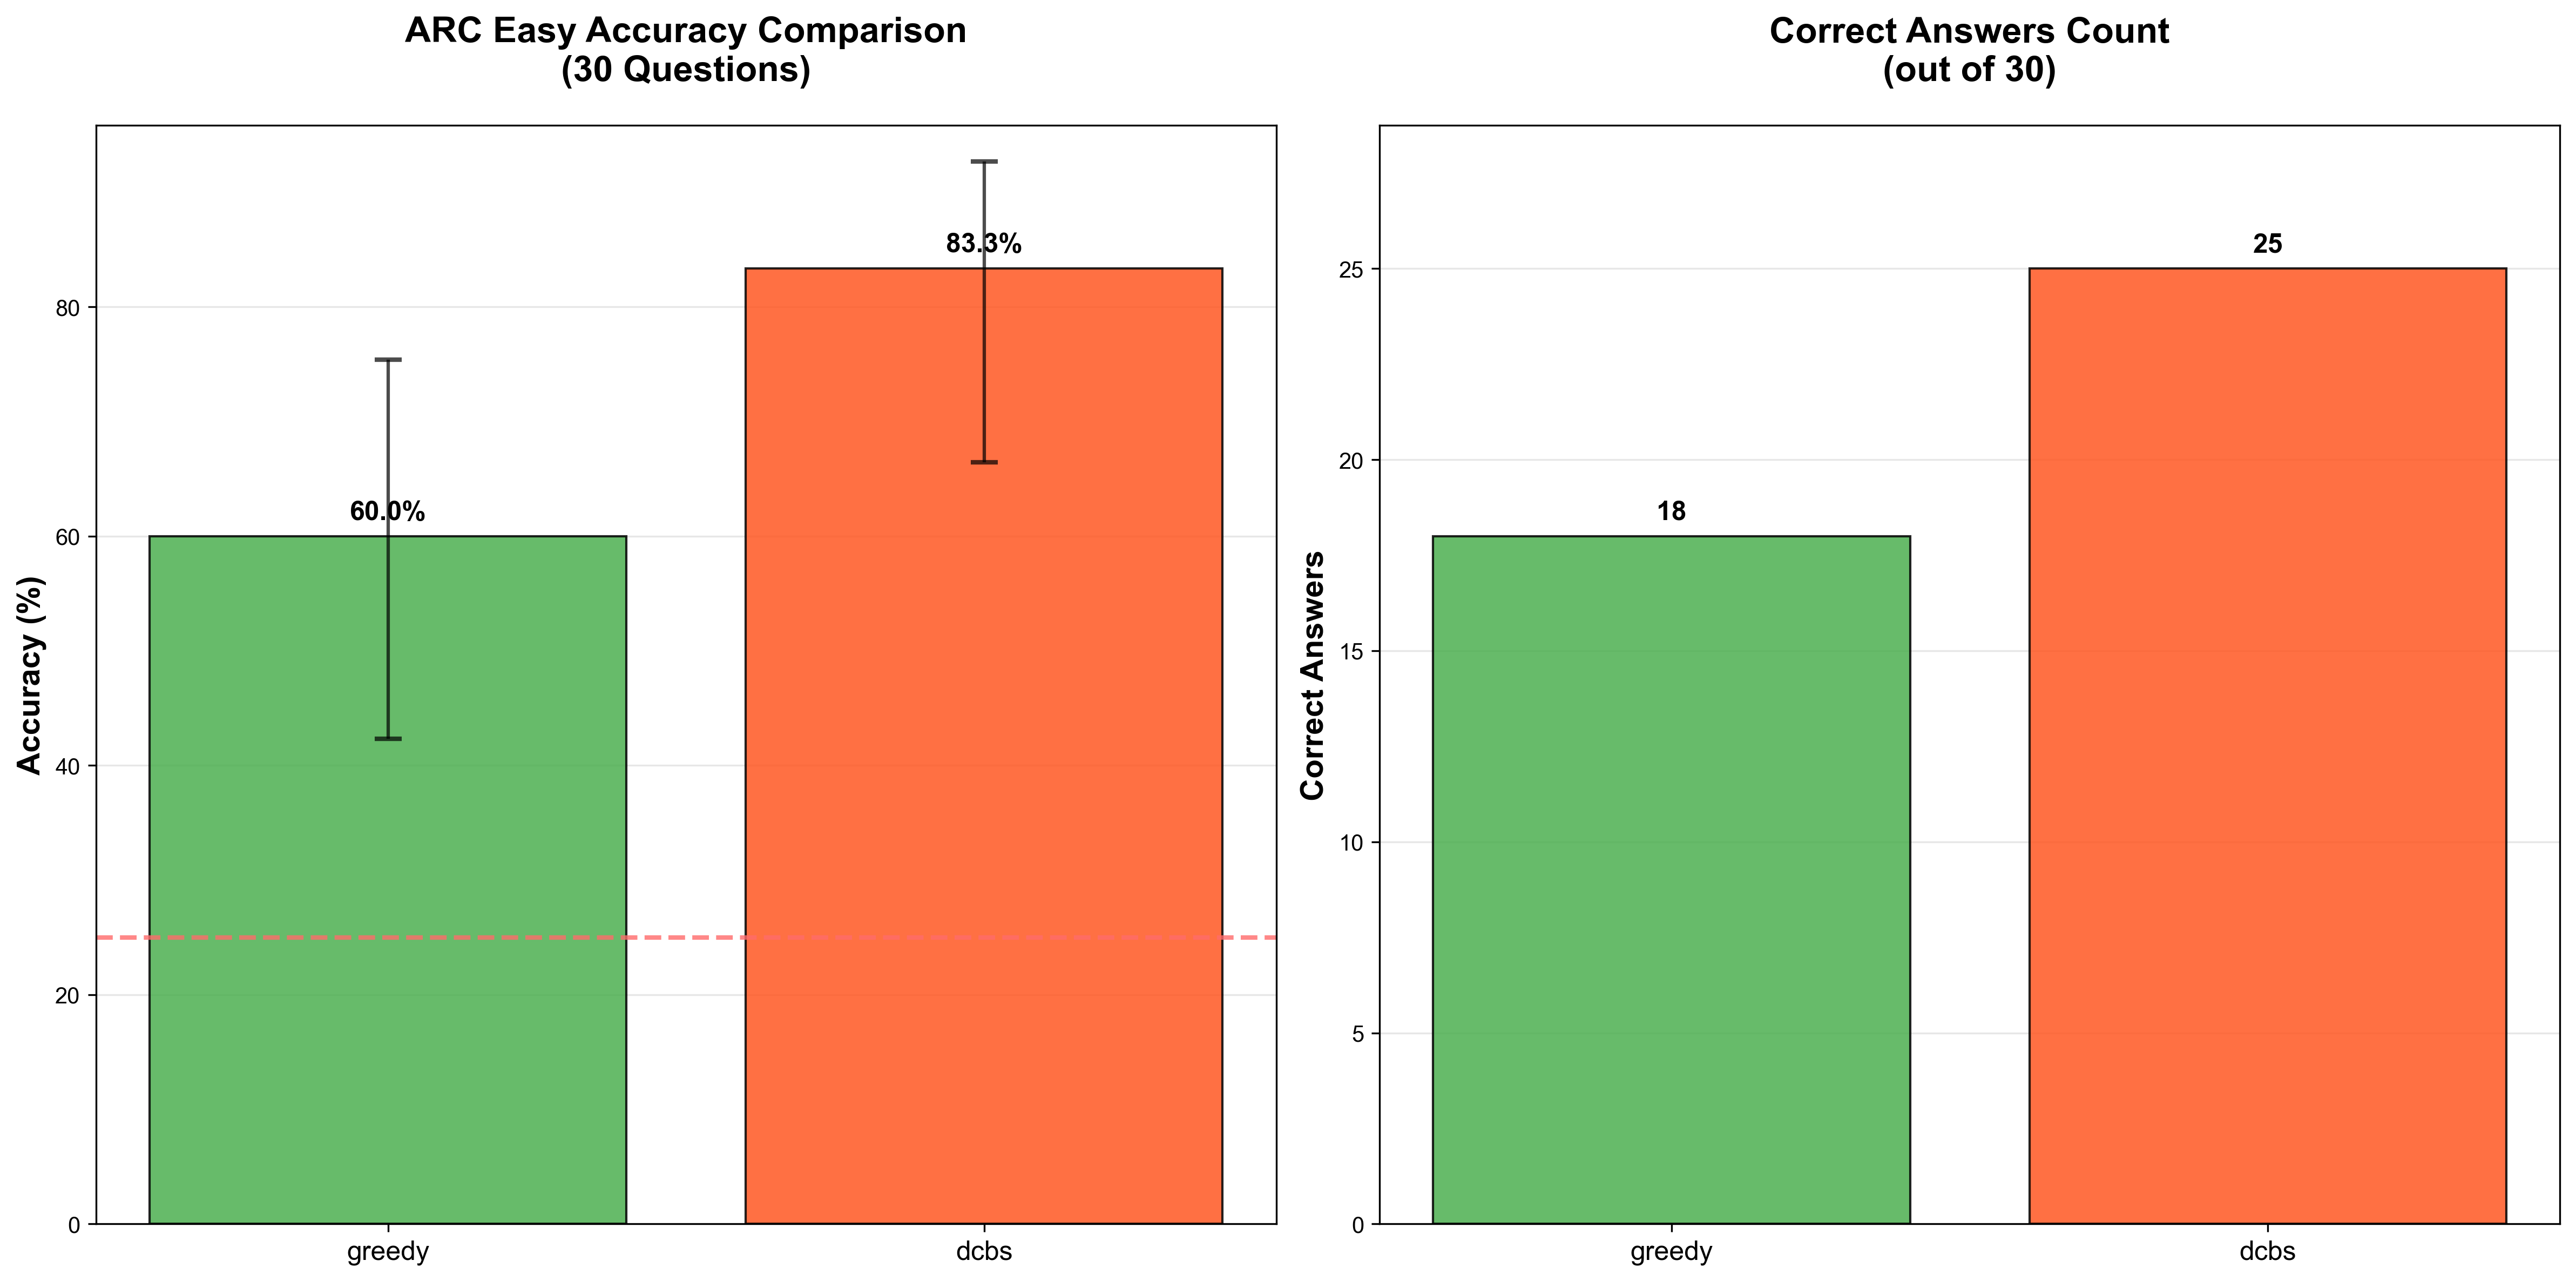 ARC Easy Accuracy Comparison
(30 Questions)
Accuracy (%)
80
60
40
20
0
60.0%
83.3%
greedy
dcbs
Correct Answers Count
(out of 30)
Correct Answers
25
20
15
10
5
0
18
25
greedy
dcbs